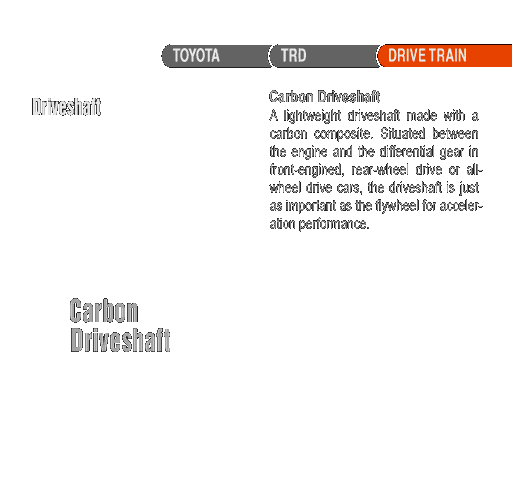 TOYOTA TRD DRIVE TRAIN
Driveshaft
Carbon Driveshaft
A lightweight driveshaft made with a
carbon composite. Situated between
the engine and the differential gear in
front-engined, rear-wheel drive or all-
wheel drive cars, the driveshaft is just
as important as the flywheel for acceler-
ation performance.
Carbon
Driveshaft